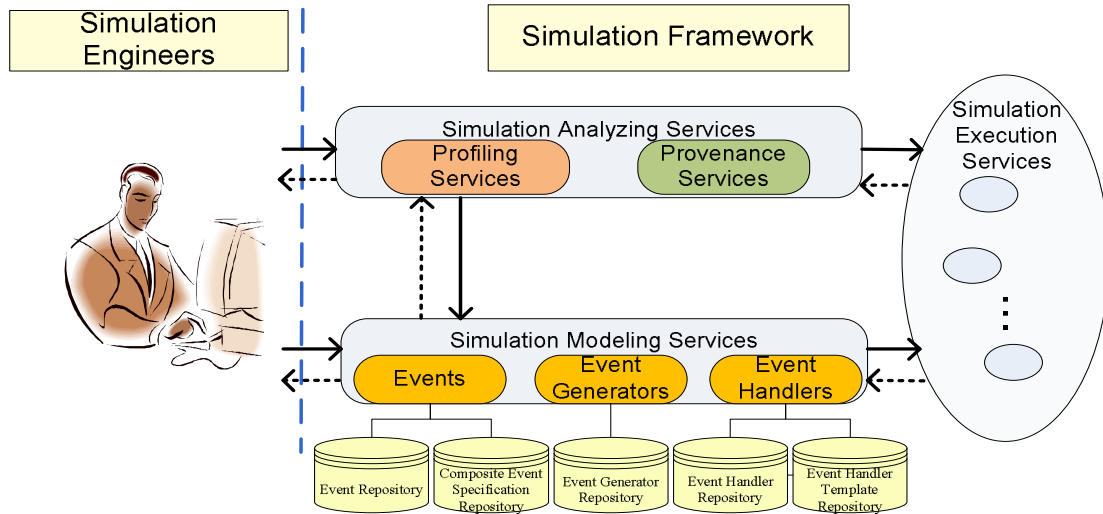 Simulation
Engineers
Simulation Framework
Simulation Analyzing Services
Profiling
Services
Provenance
Services
Simulation
Execution
Services
Simulation Modeling Services
Events
Event
Generators
Event
Handlers
Event Repository
Composite Event
Specification
Repository
Event Generator
Repository
Event Handler
Repository
Event Handler
Template
Repository